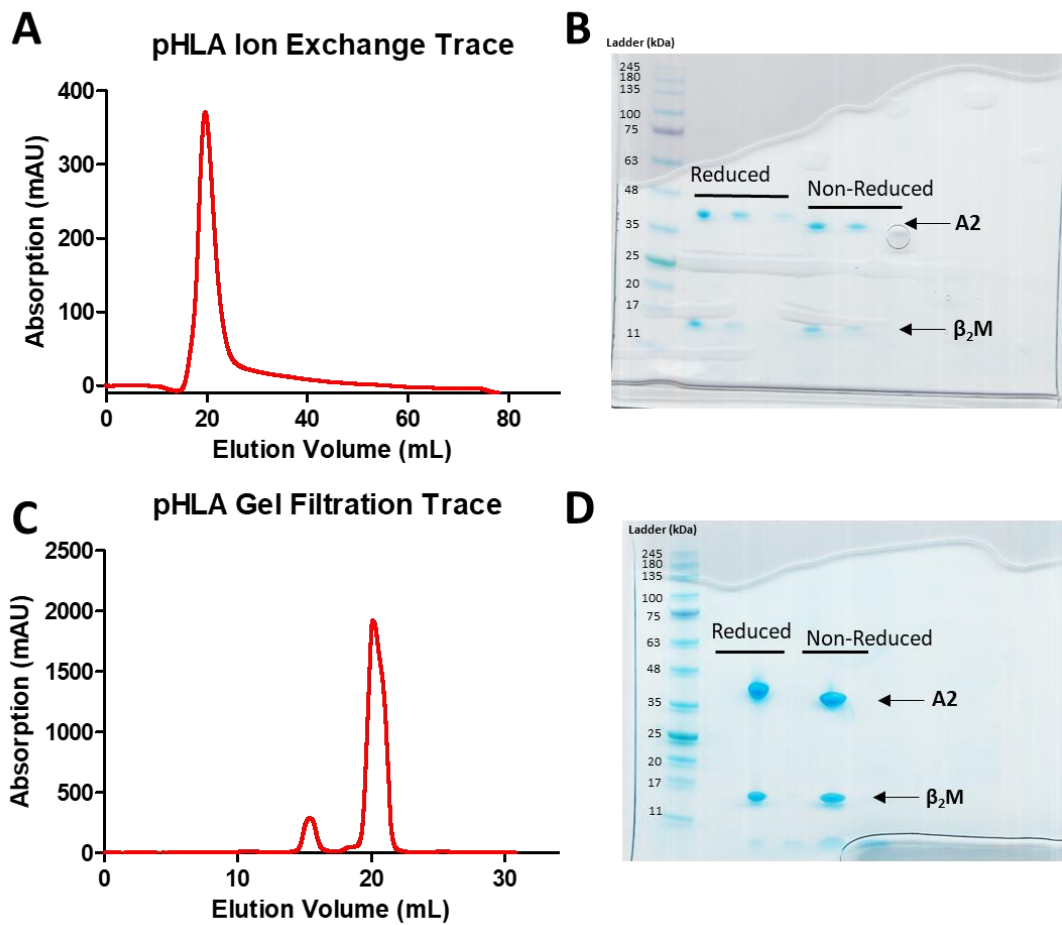 A
pHLA Ion Exchange Trace
Absorption (mAU)
400
300
200
100
0
0 20 40 60 80
Elution Volume (mL)
B
Ladder (kDa)
245
180
135
100
75
63
48
35
25
20
17
11
Reduced
Non-Reduced
A2
β₂M
C
pHLA Gel Filtration Trace
Absorption (mAU)
2500
2000
1500
1000
500
0
0 10 20 30
Elution Volume (mL)
D
Ladder (kDa)
245
180
135
100
75
63
48
35
25
20
17
11
Reduced
Non-Reduced
A2
β₂M